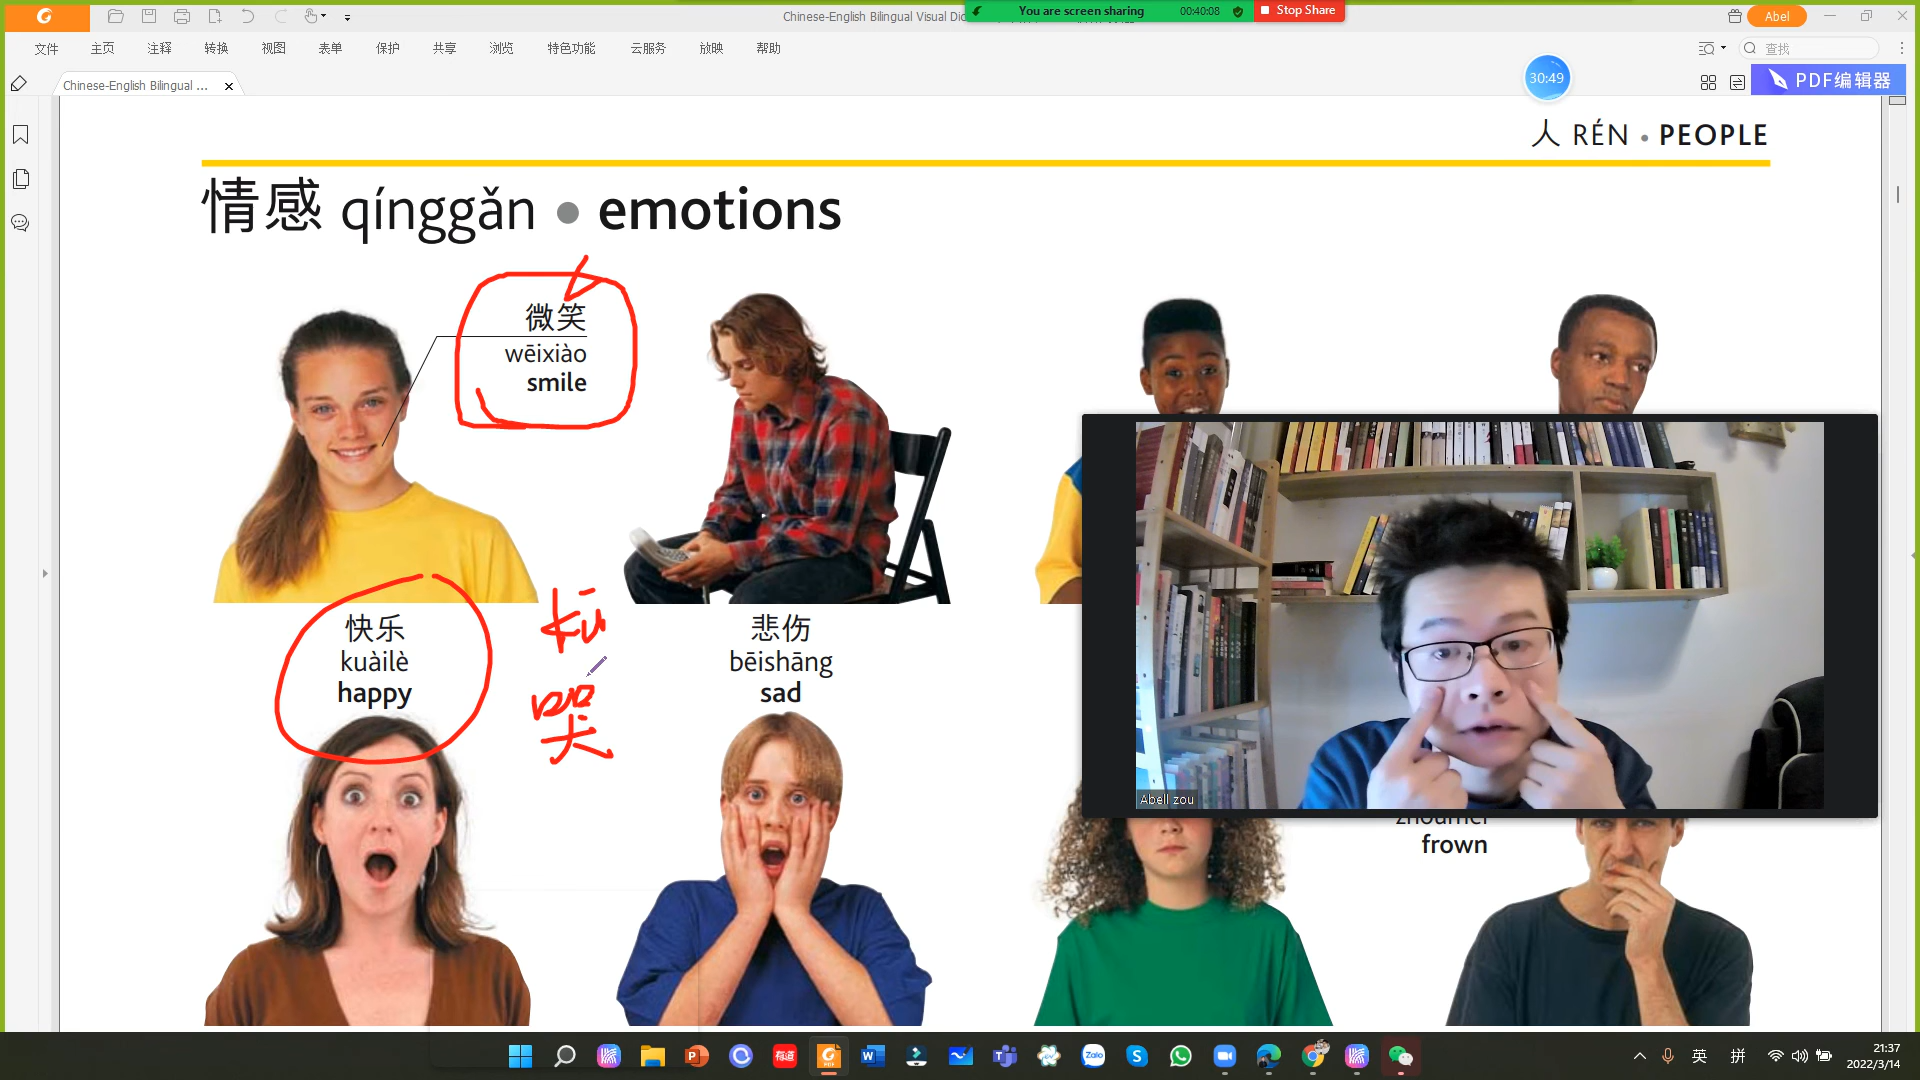 Chinese-English Bilingual Visual Dic
You are screen sharing
00:40:08
Stop Share
Abel
文件 主页 注释 转换 视图 表单 保护 共享 浏览 特色功能 云服务 放映 帮助
查找
Chinese-English Bilingual ...
30:49
PDF编辑器
人 RÉN • PEOPLE
情感 qínggǎn • emotions
微笑
wēixiào
smile
快乐
kuàilè
happy
kū
哭
悲伤
bēishāng
sad
Abell zou
zhòuméi
frown
有道
Zalo
英
拼
21:37
2022/3/14